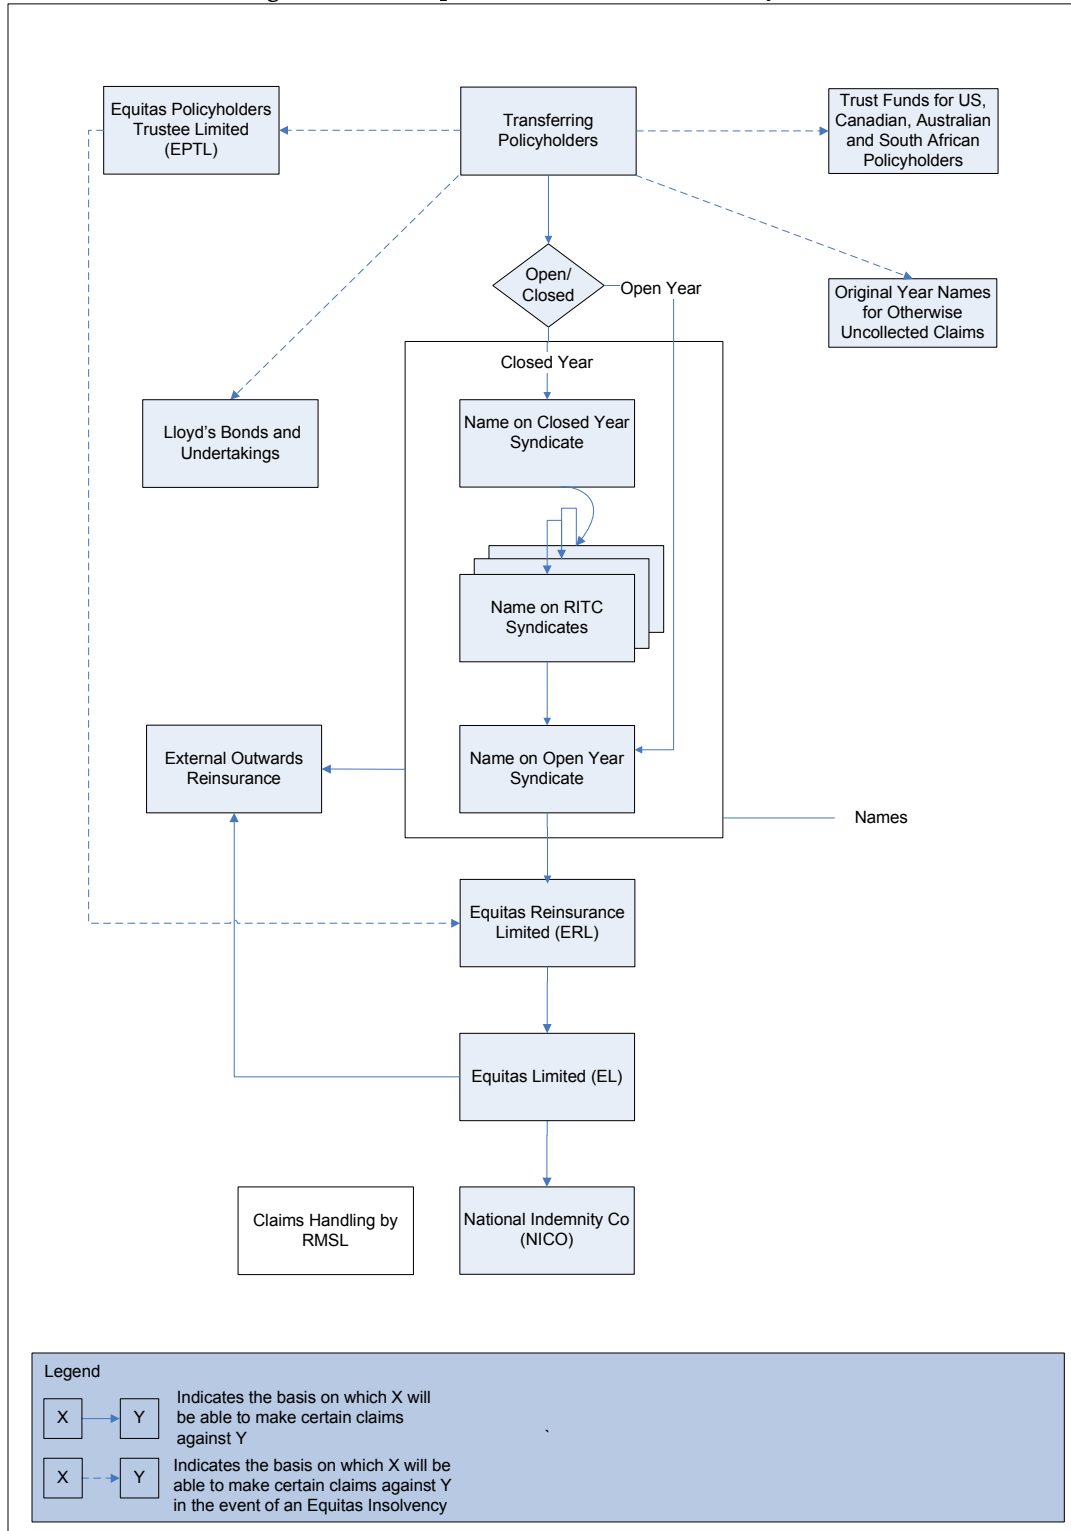 Equitas Policyholders
Trustee Limited
(EPTL)
Transferring
Policyholders
Trust Funds for US,
Canadian, Australian
and South African
Policyholders
Open/
Closed
Open Year
Original Year Names
for Otherwise
Uncollected Claims
Closed Year
Lloyd's Bonds and
Undertakings
Name on Closed Year
Syndicate
Name on RITC
Syndicates
External Outwards
Reinsurance
Name on Open Year
Syndicate
Names
Equitas Reinsurance
Limited (ERL)
Equitas Limited (EL)
Claims Handling by
RMSL
National Indemnity Co
(NICO)
Legend
X
Y
Indicates the basis on which X will
be able to make certain claims
against Y
X
Y
Indicates the basis on which X will be
able to make certain claims against Y
in the event of an Equitas Insolvency